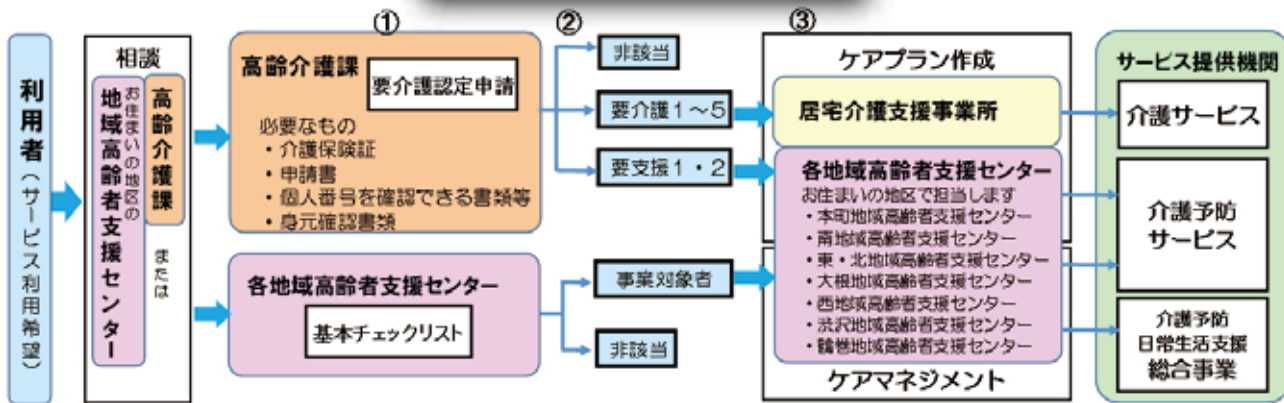 ①
②
③
利用者（サービス利用希望）
相談
高齢介護課
お住まいの地区の
地域高齢者支援センター
または
高齢介護課
要介護認定申請
必要なもの
・介護保険証
・申請書
・個人番号を確認できる書類等
・身元確認書類
各地域高齢者支援センター
基本チェックリスト
非該当
要介護1～5
要支援1・2
事業対象者
非該当
ケアプラン作成
居宅介護支援事業所
各地域高齢者支援センター
お住まいの地区で担当します
・本町地域高齢者支援センター
・南地域高齢者支援センター
・東・北地域高齢者支援センター
・大根地域高齢者支援センター
・西地域高齢者支援センター
・渋沢地域高齢者支援センター
・鶴巻地域高齢者支援センター
ケアマネジメント
サービス提供機関
介護サービス
介護予防
サービス
介護予防
日常生活支援
総合事業